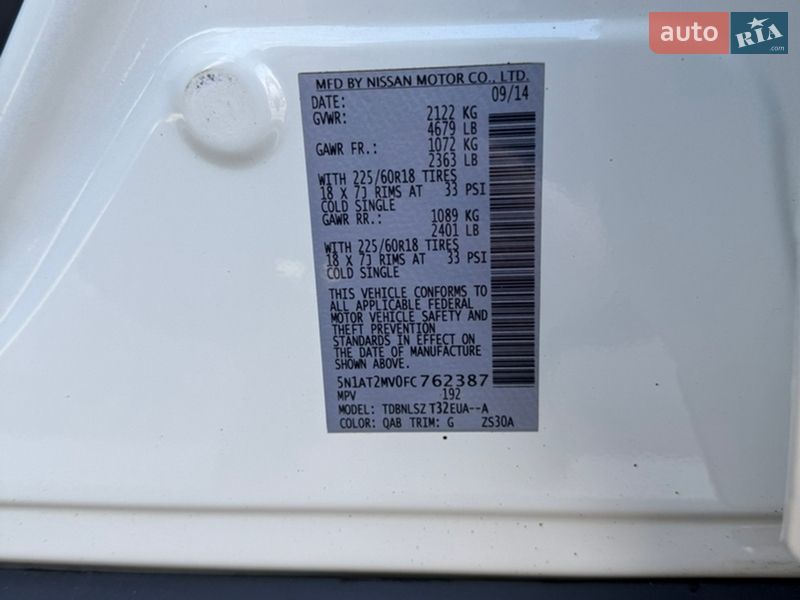 auto RIA .com
MFD BY NISSAN MOTOR CO., LTD.
DATE: 09/14
GVWR: 2122 KG
4679 LB
GAWR FR.: 1072 KG
2363 LB
WITH 225/60R18 TIRES
18 X 7J RIMS AT 33 PSI
COLD SINGLE
GAWR RR.: 1089 KG
2401 LB
WITH 225/60R18 TIRES
18 X 7J RIMS AT 33 PSI
COLD SINGLE
THIS VEHICLE CONFORMS TO
ALL APPLICABLE FEDERAL
MOTOR VEHICLE SAFETY AND
THEFT PREVENTION
STANDARDS IN EFFECT ON
THE DATE OF MANUFACTURE
SHOWN ABOVE.
5N1AT2MV0FC762387
MPV 192
MODEL: TDBNLSZ T32EUA--A
COLOR: QAB TRIM: G ZS30A